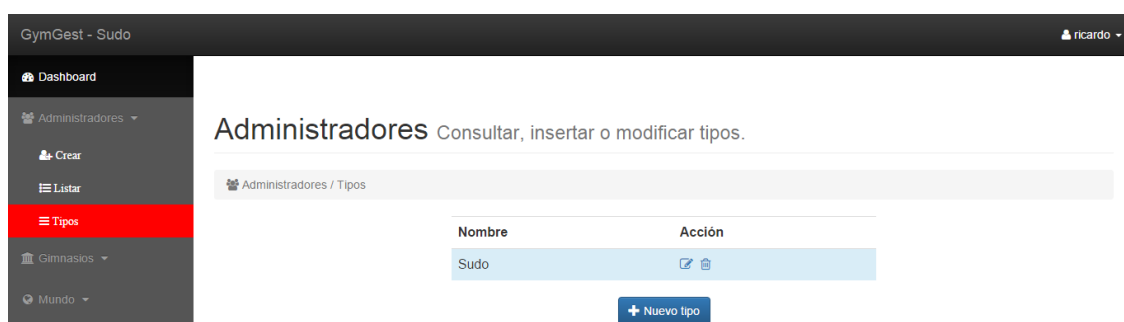 GymGest - Sudo
ricardo
Dashboard
Administradores
Crear
Listar
Tipos
Gimnasios
Mundo
Administradores Consultar, insertar o modificar tipos.
Administradores / Tipos
Nombre Acción
Sudo
Nuevo tipo